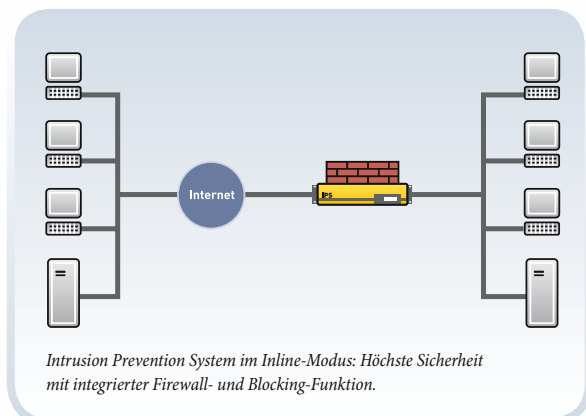 Internet
IPS
Intrusion Prevention System im Inline-Modus: Höchste Sicherheit
mit integrierter Firewall- und Blocking-Funktion.